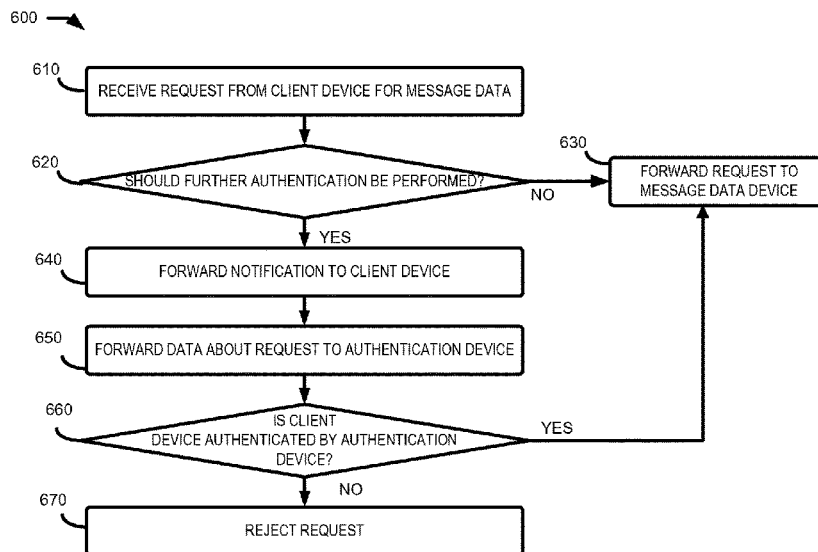 600
610
RECEIVE REQUEST FROM CLIENT DEVICE FOR MESSAGE DATA
620
SHOULD FURTHER AUTHENTICATION BE PERFORMED?
NO
630
FORWARD REQUEST TO
MESSAGE DATA DEVICE
YES
640
FORWARD NOTIFICATION TO CLIENT DEVICE
650
FORWARD DATA ABOUT REQUEST TO AUTHENTICATION DEVICE
660
IS CLIENT
DEVICE AUTHENTICATED BY AUTHENTICATION
DEVICE?
YES
NO
670
REJECT REQUEST